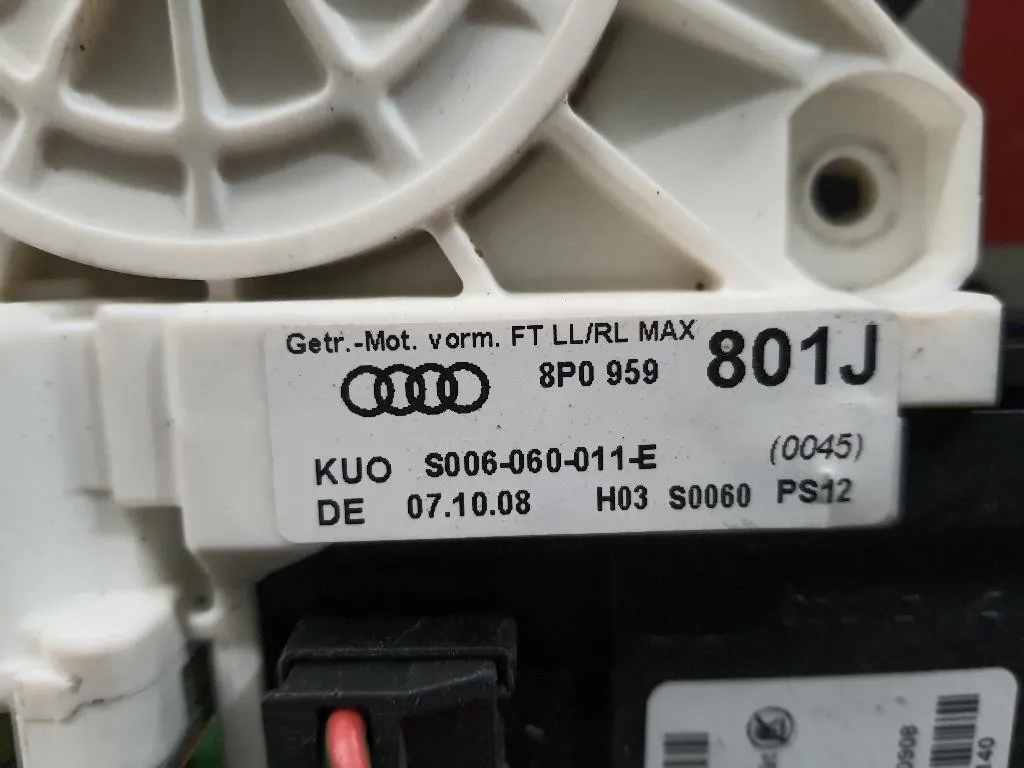 Getr.-Mot. vorm. FT LL/RL MAX
8P0 959 801J
KUO S006-060-011-E (0045)
DE 07.10.08 H03 S0060 PS12